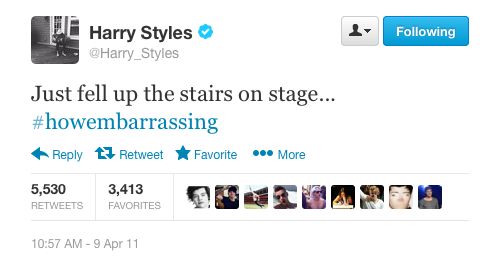 Harry Styles
@Harry_Styles
Following
Just fell up the stairs on stage...
#howembarrassing
Reply Retweet Favorite More
5,530 3,413
RETWEETS FAVORITES
10:57 AM - 9 Apr 11